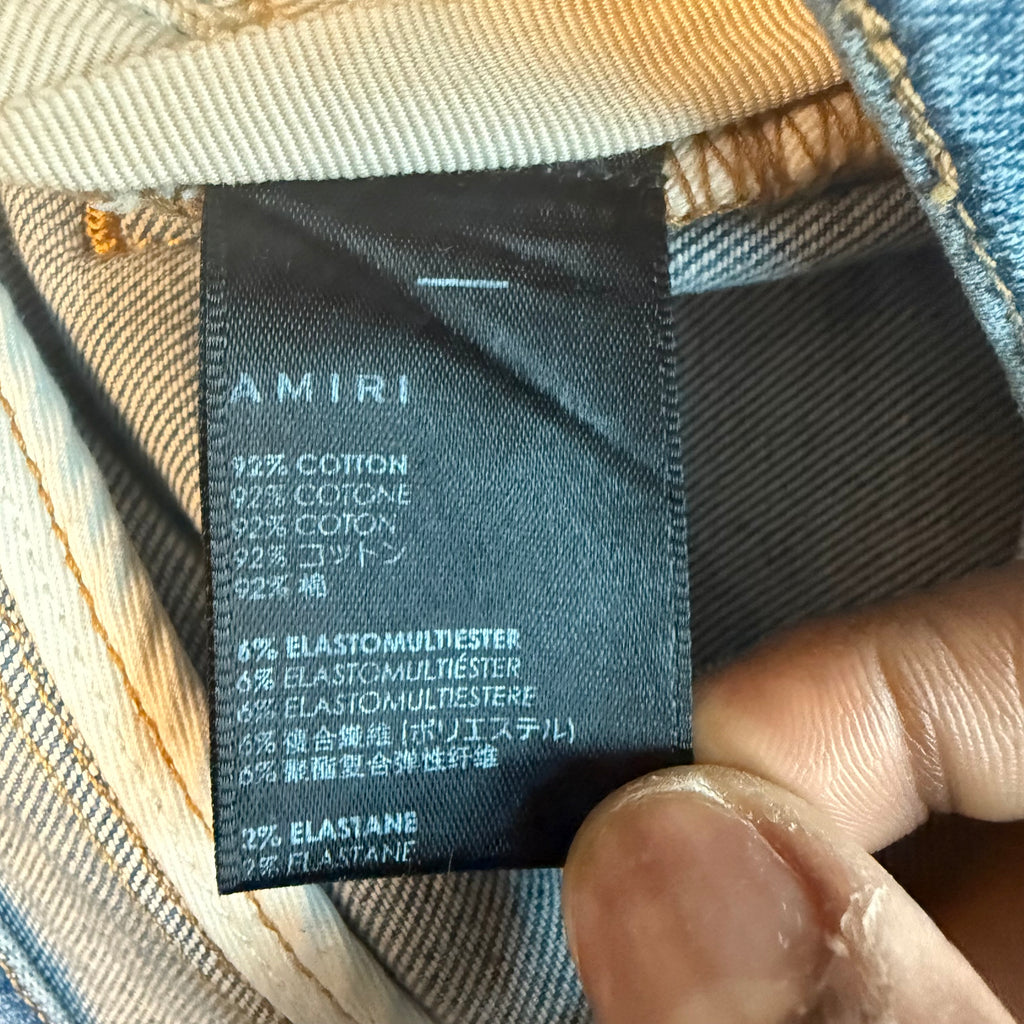 AMIRI
92% COTTON
92% COTONE
92% COTON
92% コットン
92% 棉
6% ELASTOMULTIESTER
6% ELASTOMULTIÉSTER
6% ELASTOMULTIESTERE
6% 複合繊維 (ポリエステル)
6% 聚酯型合弹性纤维
2% ELASTANE
2% ELASTANE